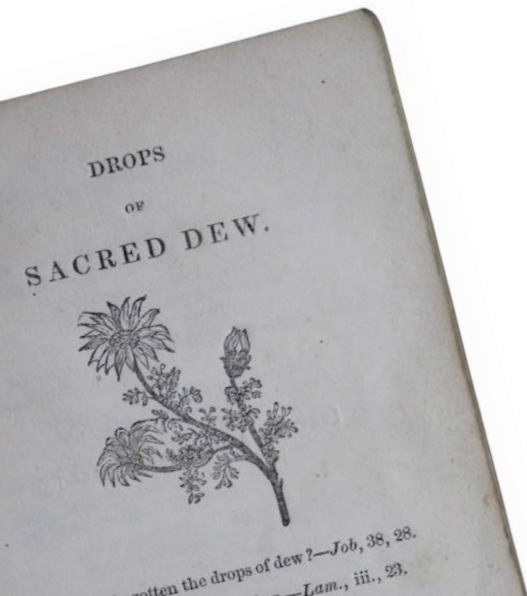 DROPS
OF
SACRED DEW.
the drops of dew?—Job, 38, 28.
—Lam., iii., 23.